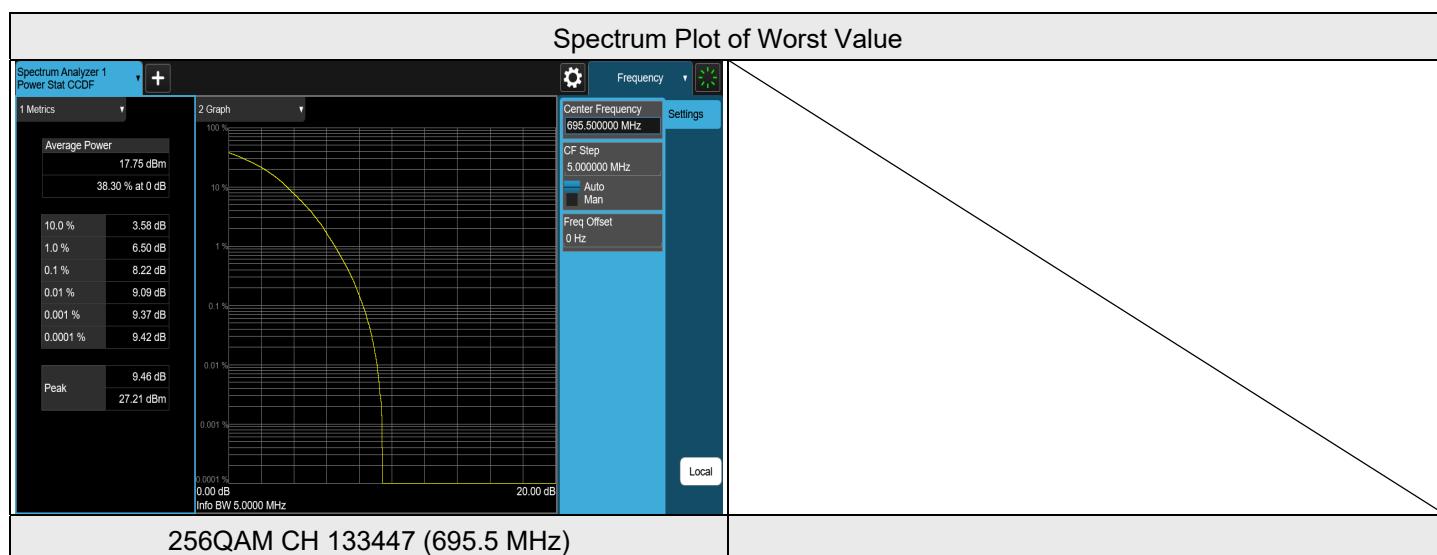 Spectrum Plot of Worst Value
Spectrum Analyzer 1
Power Stat CCDF
+
Frequency
1 Metrics
2 Graph
Average Power
17.75 dBm
38.30 % at 0 dB
10.0 % 3.58 dB
1.0 % 6.50 dB
0.1 % 8.22 dB
0.01 % 9.09 dB
0.001 % 9.37 dB
0.0001 % 9.42 dB
Peak
9.46 dB
27.21 dBm
100 %
10 %
1 %
0.1 %
0.01 %
0.001 %
0.0001 %
0.00 dB
20.00 dB
Info BW 5.0000 MHz
Center Frequency
695.500000 MHz
Settings
CF Step
5.000000 MHz
Auto
Man
Freq Offset
0 Hz
Local
256QAM CH 133447 (695.5 MHz)